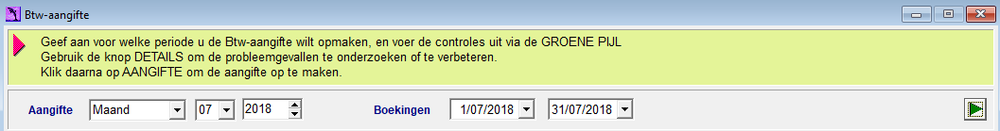 Btw-aangifte
Geef aan voor welke periode u de Btw-aangifte wilt opmaken, en voer de controles uit via de GROENE PIJL
Gebruik de knop DETAILS om de probleemgevallen te onderzoeken of te verbeteren.
Klik daarna op AANGIFTE om de aangifte op te maken.
Aangifte Maand 07 2018 Boekingen 1/07/2018 31/07/2018